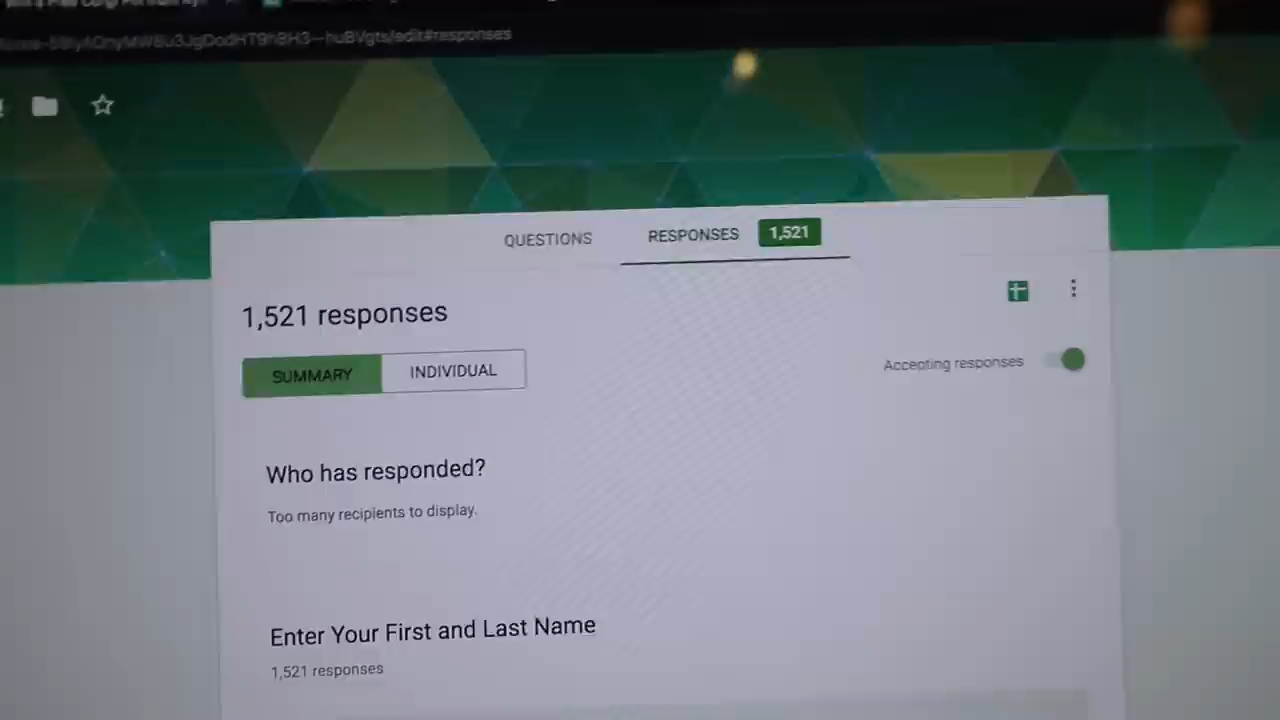 QUESTIONS RESPONSES 1,521
1,521 responses
SUMMARY INDIVIDUAL
Accepting responses
Who has responded?
Too many recipients to display.
Enter Your First and Last Name
1,521 responses